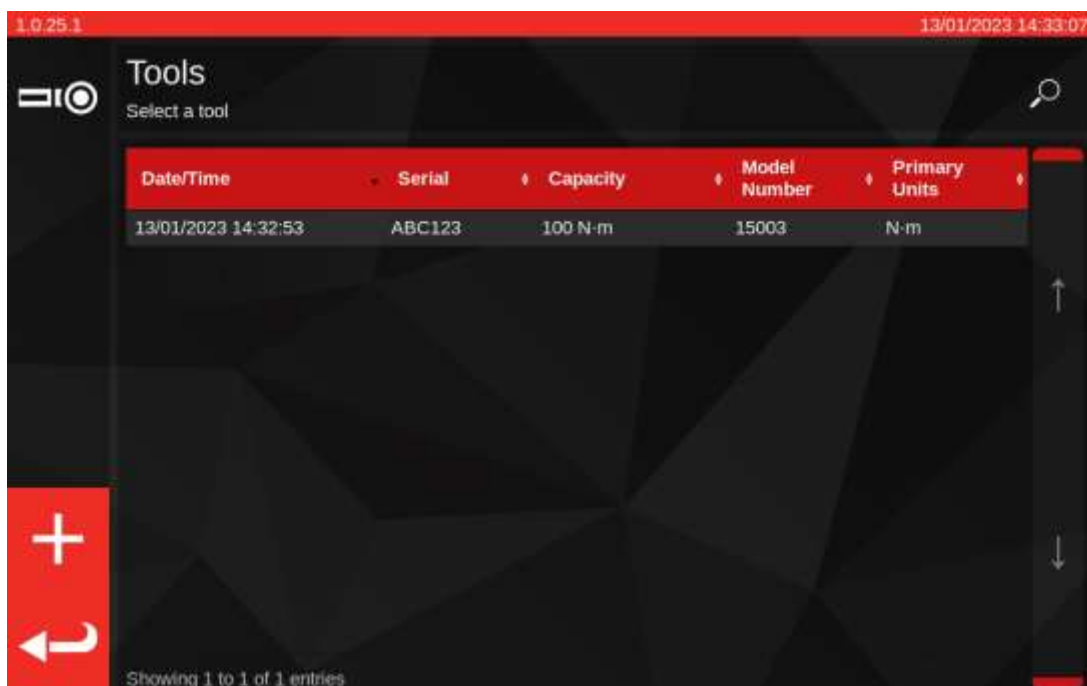 1.0.25.1 13/01/2023 14:33:07
Tools
Select a tool
Date/Time Serial Capacity Model Number Primary Units
13/01/2023 14:32:53 ABC123 100 N·m 15003 N·m
Showing 1 to 1 of 1 entries